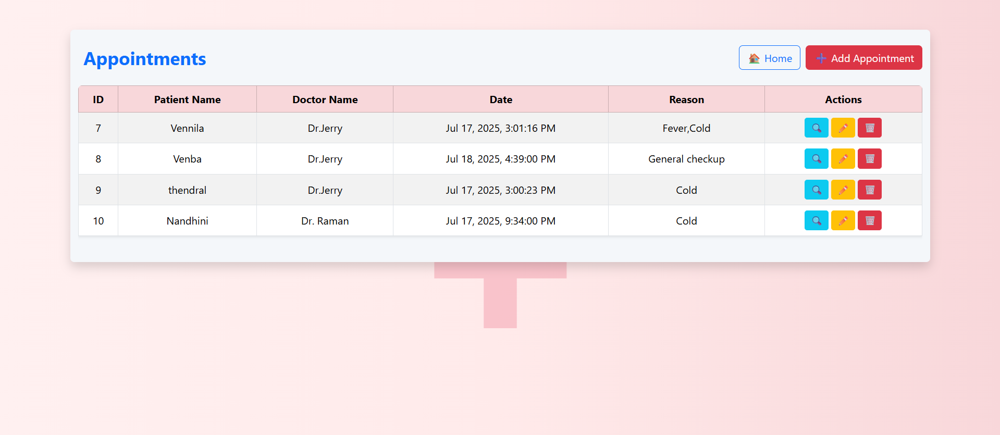 Appointments
Home
Add Appointment
ID Patient Name Doctor Name Date Reason Actions
7 Vennila Dr.Jerry Jul 17, 2025, 3:01:16 PM Fever,Cold
8 Venba Dr.Jerry Jul 18, 2025, 4:39:00 PM General checkup
9 thendral Dr.Jerry Jul 17, 2025, 3:00:23 PM Cold
10 Nandhini Dr. Raman Jul 17, 2025, 9:34:00 PM Cold